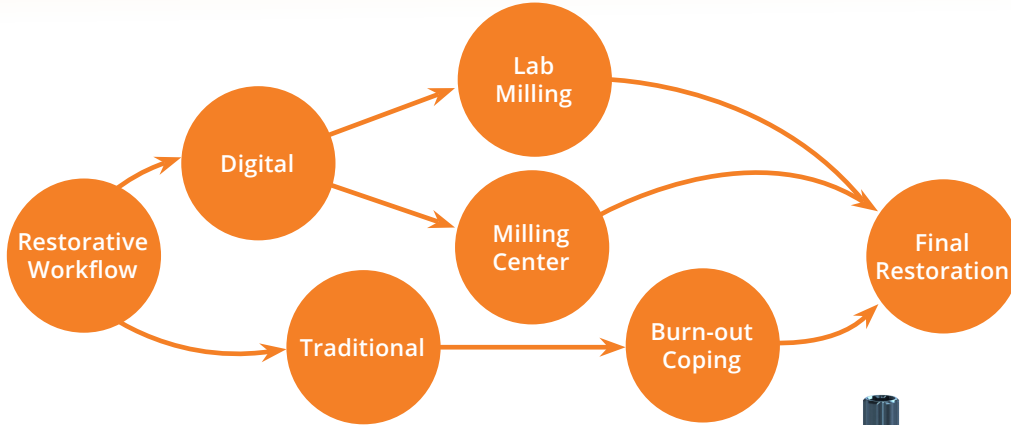 Lab
Milling
Digital
Restorative
Workflow
Milling
Center
Final
Restoration
Traditional
Burn-out
Coping